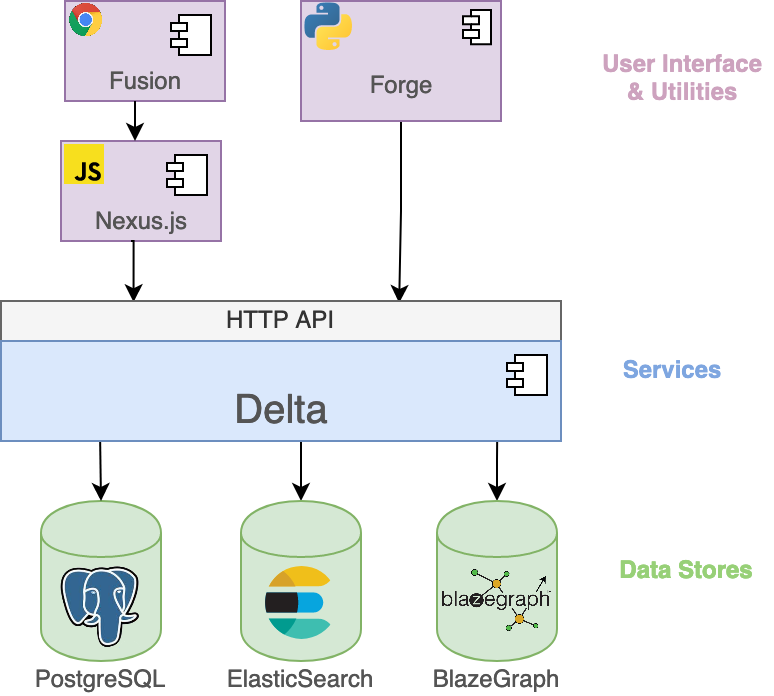 Fusion
Forge
User Interface
& Utilities
JS
Nexus.js
HTTP API
Delta
Services
blazegraph
Data Stores
PostgreSQL
ElasticSearch
BlazeGraph